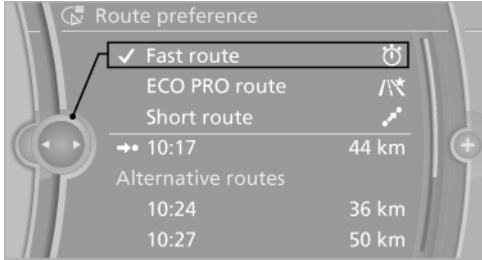 Route preference
✓ Fast route
ECO PRO route
Short route
10:17 44 km
Alternative routes
10:24 36 km
10:27 50 km